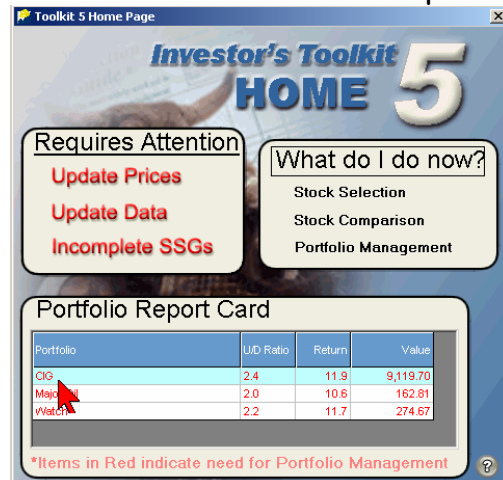 Toolkit 5 Home Page
Investor's Toolkit 5
HOME
Requires Attention
Update Prices
Update Data
Incomplete SSGs
What do I do now?
Stock Selection
Stock Comparison
Portfolio Management
Portfolio Report Card
Portfolio U/D Ratio Return Value
CIG 2.4 11.9 9,119.70
2.0 10.6 162.81
Watch 2.2 11.7 274.67
*Items in Red indicate need for Portfolio Management
?